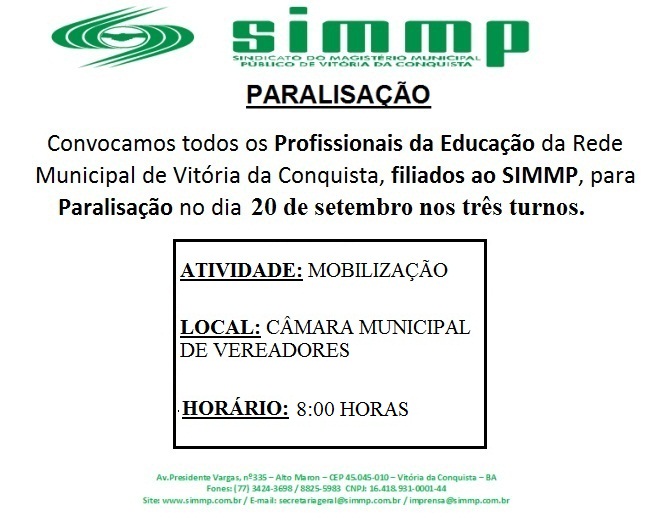 simmp
SINDICATO DO MAGISTÉRIO MUNICIPAL
PÚBLICO DE VITÓRIA DA CONQUISTA
PARALISAÇÃO
Convocamos todos os Profissionais da Educação da Rede
Municipal de Vitória da Conquista, filiados ao SIMMP, para
Paralisação no dia 20 de setembro nos três turnos.
ATIVIDADE: MOBILIZAÇÃO
LOCAL: CÂMARA MUNICIPAL
DE VEREADORES
HORÁRIO: 8:00 HORAS
Av.Presidente Vargas, nº335 – Alto Maron – CEP 45.045-010 – Vitória da Conquista – BA
Fones: (77) 3424-3698 / 8825-5983 CNPJ: 16.418.931-0001-44
Site: www.simmp.com.br / E-mail: secretariageral@simmp.com.br / imprensa@simmp.com.br